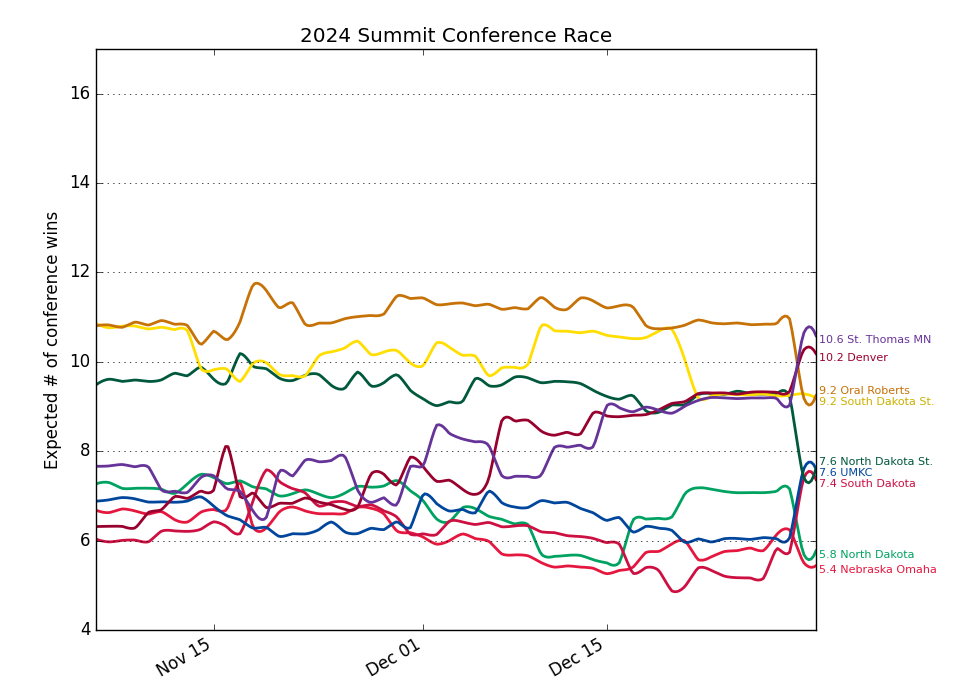 2024 Summit Conference Race
Expected # of conference wins
16
14
12
10
8
6
4
Nov 15
Dec 01
Dec 15
10.6 St. Thomas MN
10.2 Denver
9.2 Oral Roberts
9.2 South Dakota St.
7.6 North Dakota St.
7.6 UMKC
7.4 South Dakota
5.8 North Dakota
5.4 Nebraska Omaha